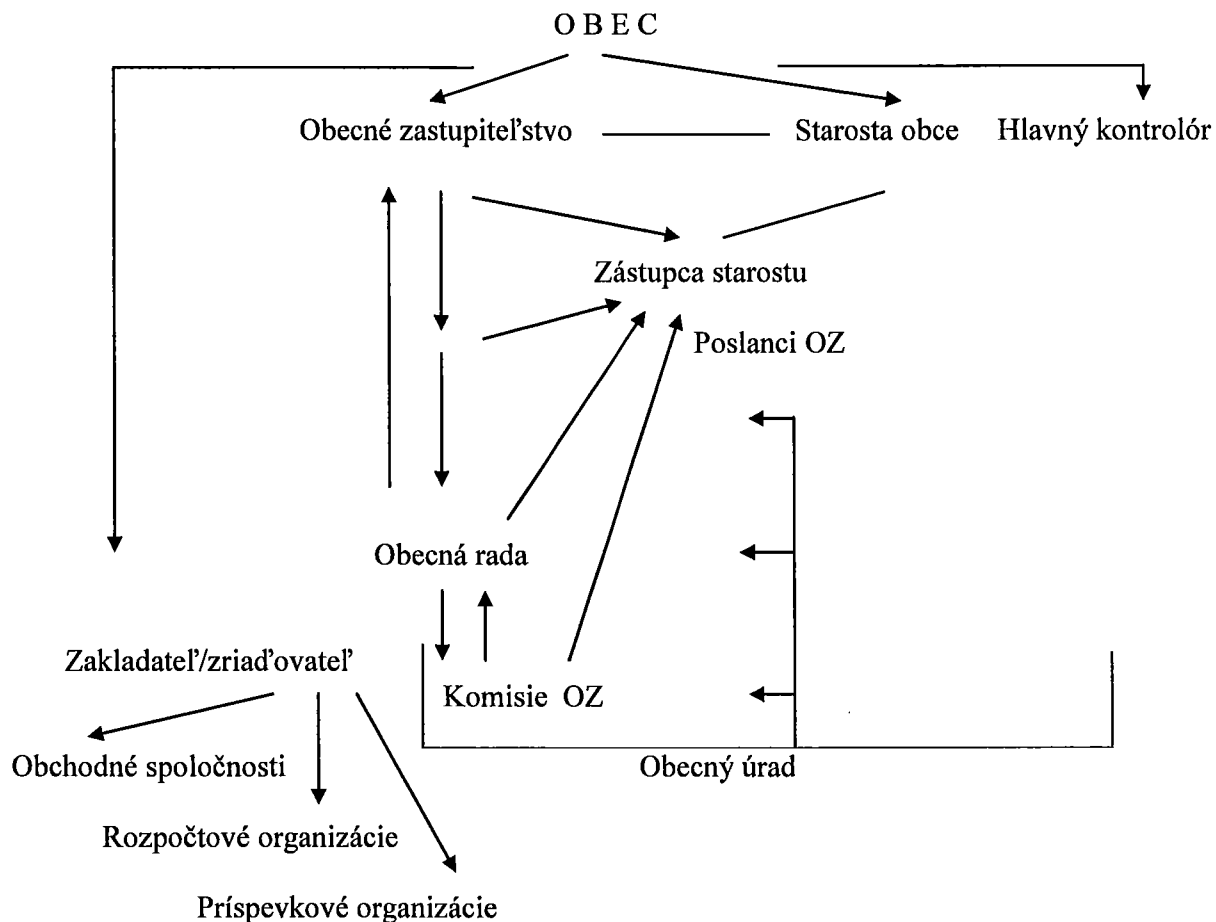 O B E C
Obecné zastupiteľstvo Starosta obce Hlavný kontrolór
Zástupca starostu
Poslanci OZ
Obecná rada
Zakladateľ/zriaďovateľ
Komisie OZ
Obchodné spoločnosti
Obecný úrad
Rozpočtové organizácie
Príspevkové organizácie